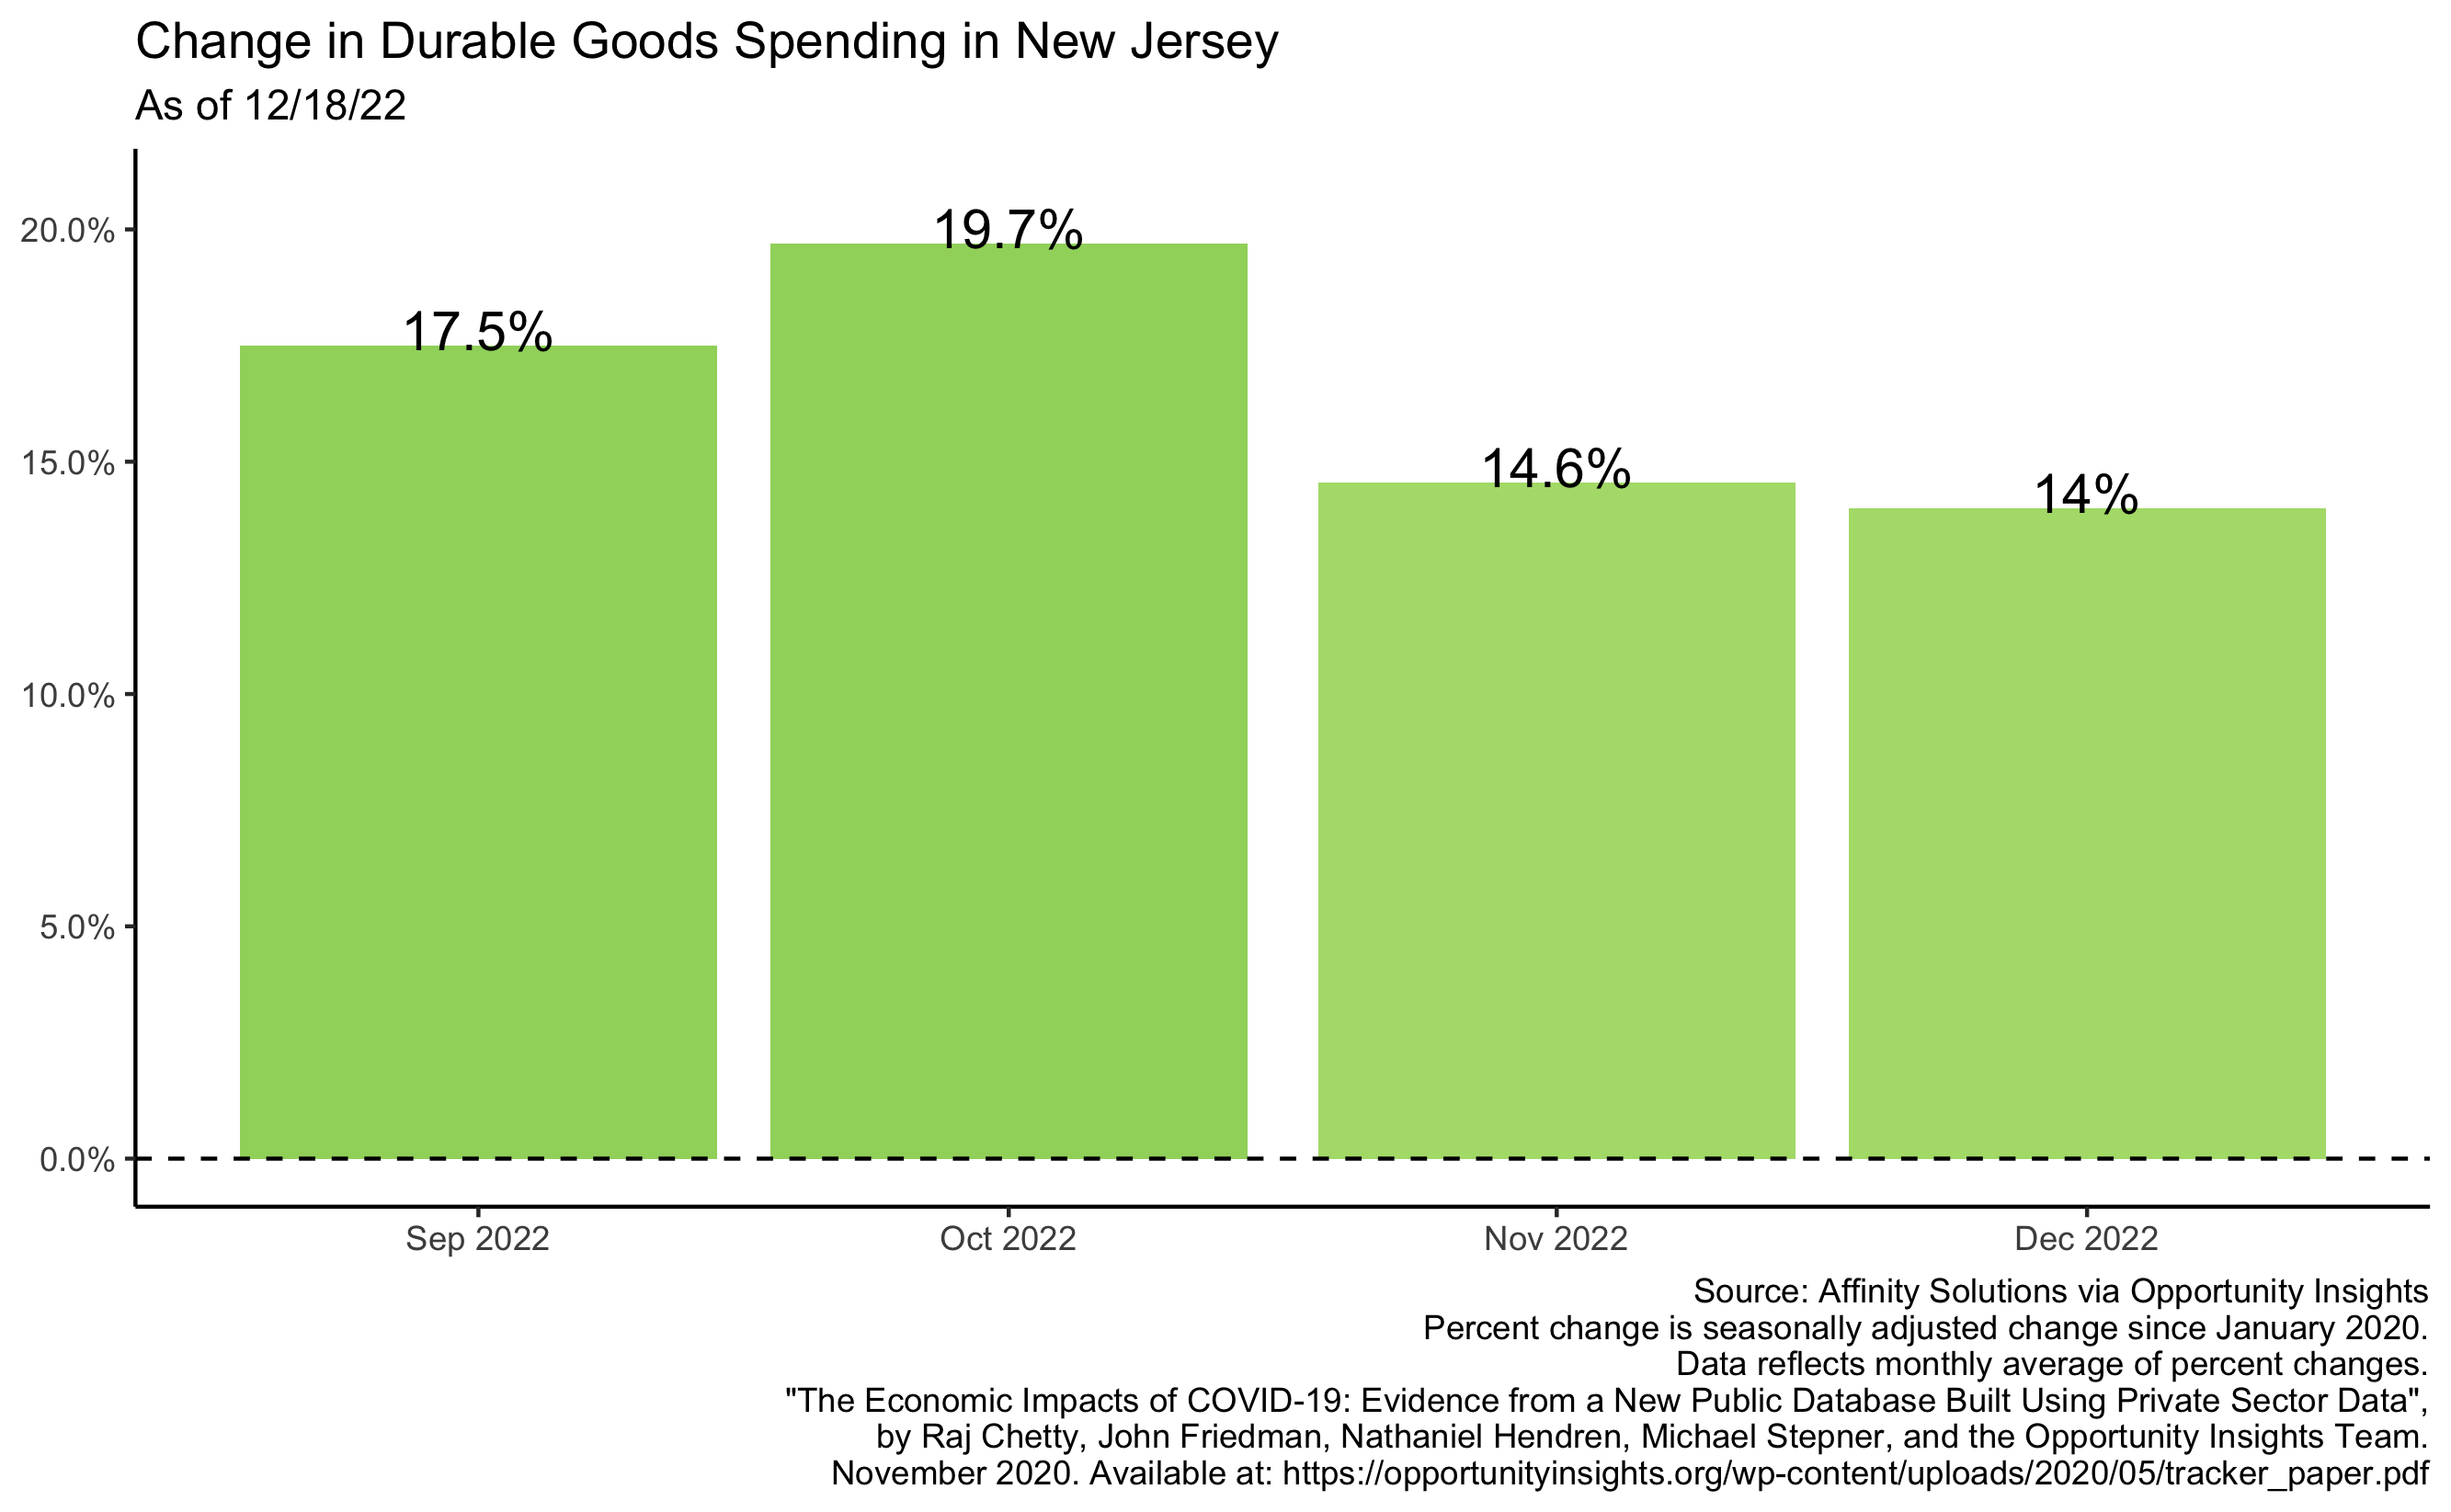 Change in Durable Goods Spending in New Jersey
As of 12/18/22
20.0%
15.0%
10.0%
5.0%
0.0%
17.5%
19.7%
14.6%
14%
Sep 2022
Oct 2022
Nov 2022
Dec 2022
Source: Affinity Solutions via Opportunity Insights
Percent change is seasonally adjusted change since January 2020.
Data reflects monthly average of percent changes.
"The Economic Impacts of COVID-19: Evidence from a New Public Database Built Using Private Sector Data",
by Raj Chetty, John Friedman, Nathaniel Hendren, Michael Stepner, and the Opportunity Insights Team.
November 2020. Available at: https://opportunityinsights.org/wp-content/uploads/2020/05/tracker_paper.pdf